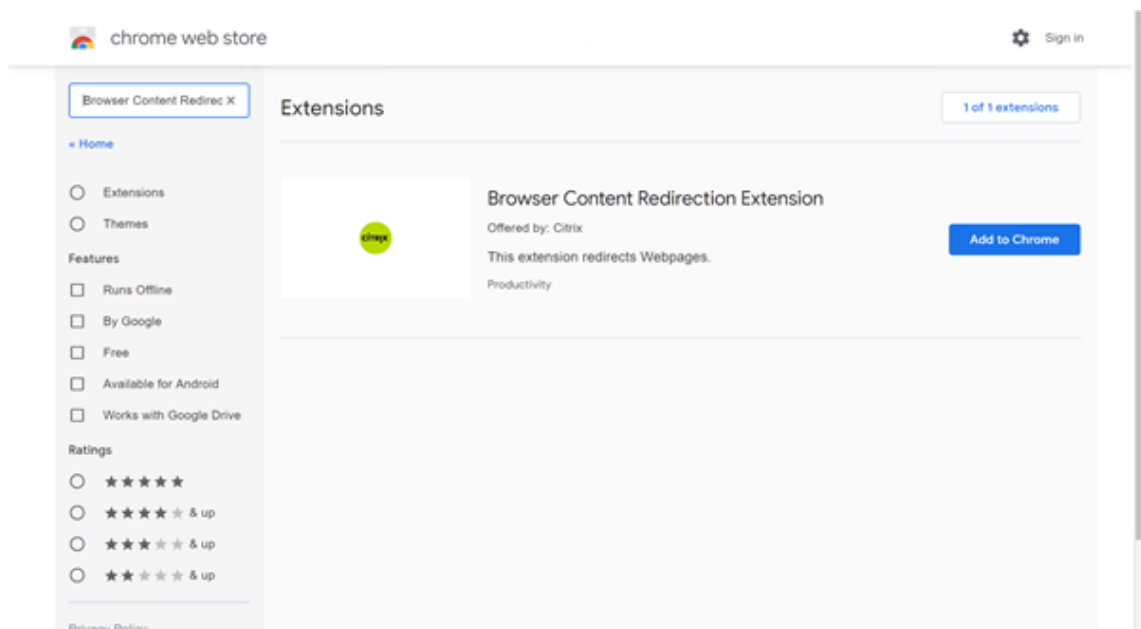 chrome web store
Sign in
Browser Content Redirec X
« Home
Extensions
Themes
Features
Runs Offline
By Google
Free
Available for Android
Works with Google Drive
Ratings
& up
& up
& up
Privacy Policy
Extensions
1 of 1 extensions
citrix
Browser Content Redirection Extension
Offered by: Citrix
This extension redirects Webpages.
Productivity
Add to Chrome